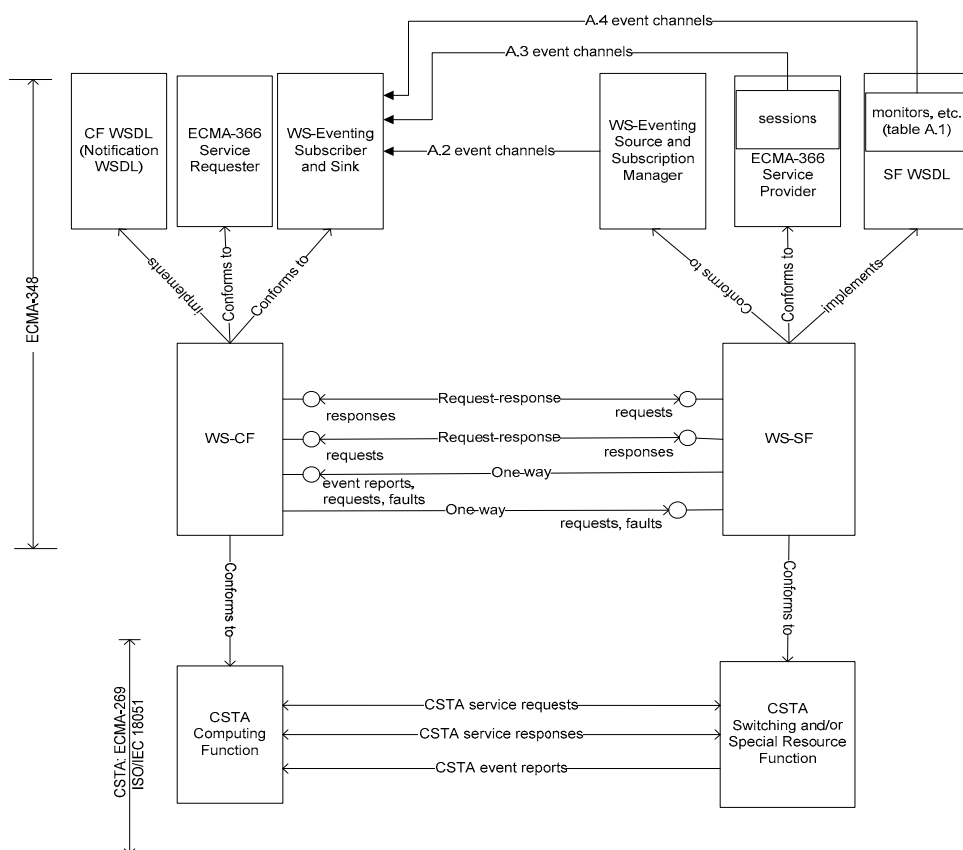 A.4 event channels
A.3 event channels
CF WSDL
(Notification
WSDL)
ECMA-366
Service
Requester
WS-Eventing
Subscriber
and Sink
A.2 event channels
WS-Eventing
Source and
Subscription
Manager
sessions
ECMA-366
Service
Provider
monitors, etc.
(table A.1)
SF WSDL
ECMA-348
implements
Conforms to
Conforms to
Conforms to
Conforms to
implements
WS-CF
WS-SF
Request-response
responses
requests
Request-response
requests
responses
One-way
event reports,
requests, faults
One-way
requests, faults
Conforms to
Conforms to
CSTA: ECMA-269
ISO/IEC 18051
CSTA
Computing
Function
CSTA service requests
CSTA service responses
CSTA event reports
CSTA
Switching and/or
Special Resource
Function